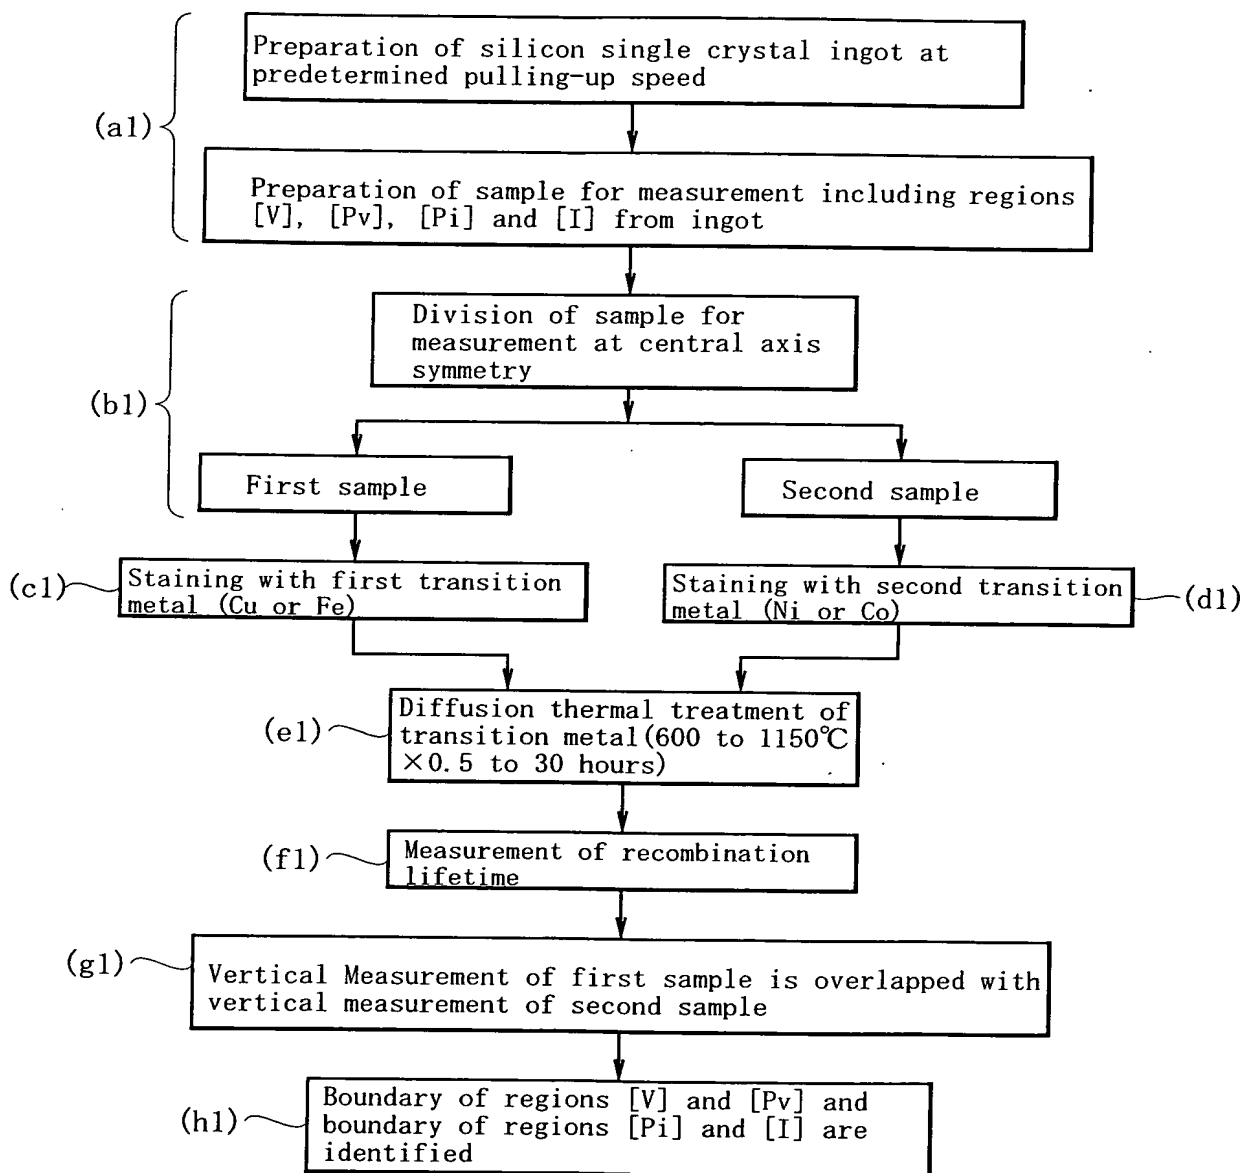 Preparation of silicon single crystal ingot at
predetermined pulling-up speed
(a1)
Preparation of sample for measurement including regions
[V], [Pv], [Pi] and [I] from ingot
Division of sample for
measurement at central axis
symmetry
(b1)
First sample
Second sample
(c1)
Staining with first transition
metal (Cu or Fe)
Staining with second transition
metal (Ni or Co)
(d1)
(e1)
Diffusion thermal treatment of
transition metal(600 to 1150℃
×0.5 to 30 hours)
(f1)
Measurement of recombination
lifetime
(g1)
Vertical Measurement of first sample is overlapped with
vertical measurement of second sample
(h1)
Boundary of regions [V] and [Pv] and
boundary of regions [Pi] and [I] are
identified